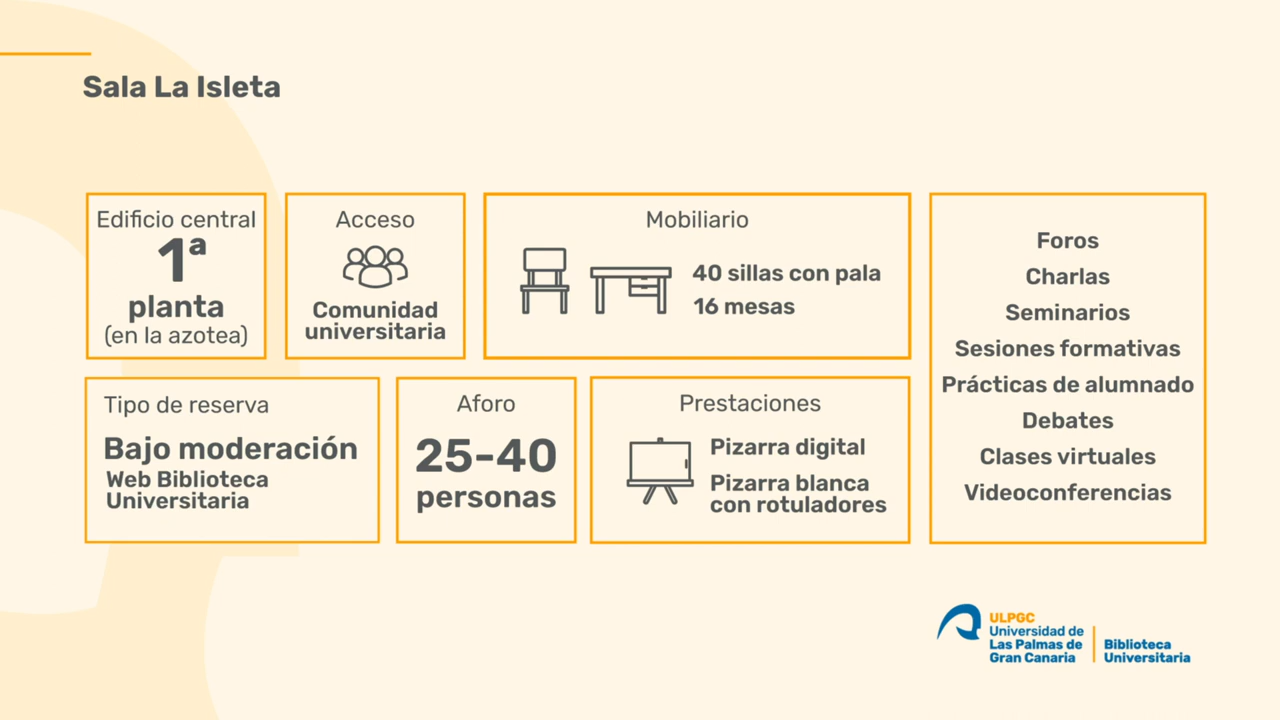 Sala La Isleta
Edificio central
1ª
planta
(en la azotea)
Acceso
Comunidad
universitaria
Mobiliario
40 sillas con pala
16 mesas
Tipo de reserva
Bajo moderación
Web Biblioteca
Universitaria
Aforo
25-40
personas
Prestaciones
Pizarra digital
Pizarra blanca
con rotuladores
Foros
Charlas
Seminarios
Sesiones formativas
Prácticas de alumnado
Debates
Clases virtuales
Videoconferencias
ULPGC
Universidad de
Las Palmas de
Gran Canaria
Biblioteca
Universitaria